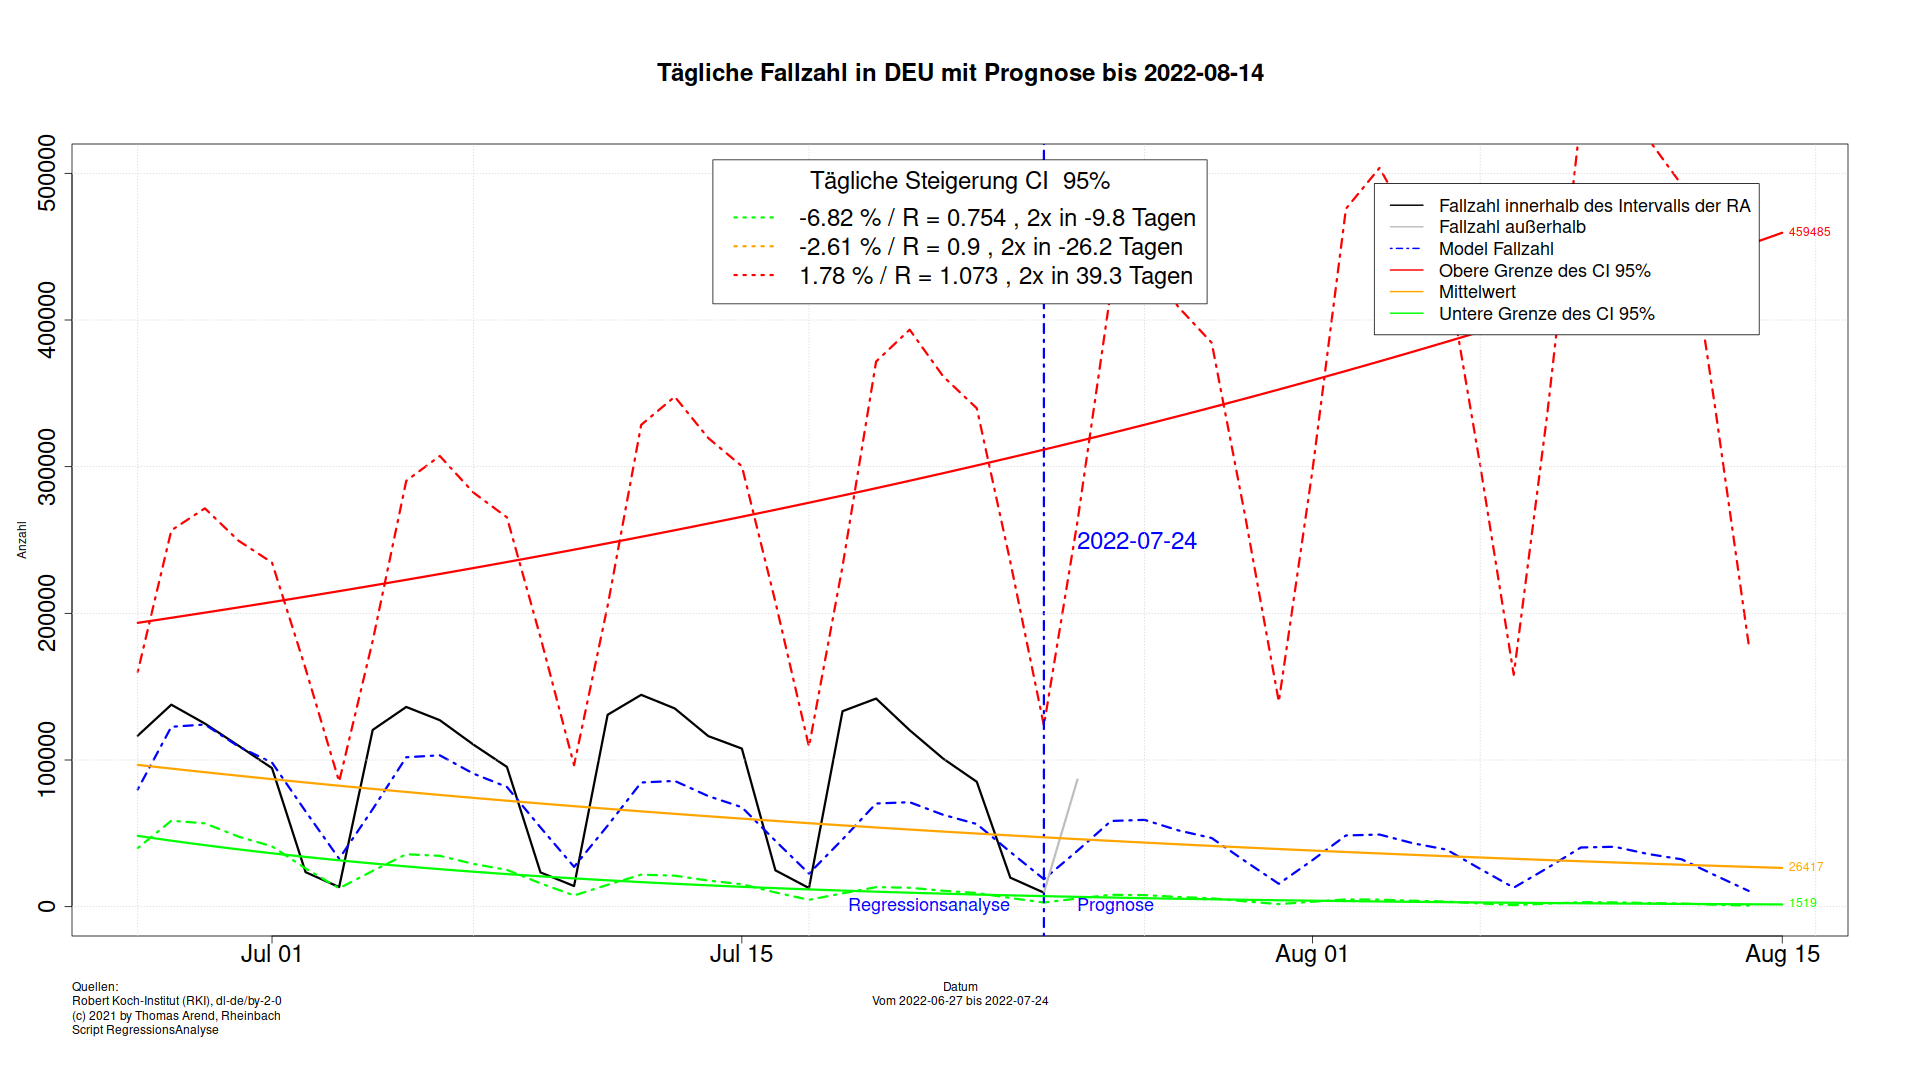 Tägliche Fallzahl in DEU mit Prognose bis 2022-08-14
Tägliche Steigerung CI 95%
-6.82 % / R = 0.754 , 2x in -9.8 Tagen
-2.61 % / R = 0.9 , 2x in -26.2 Tagen
1.78 % / R = 1.073 , 2x in 39.3 Tagen
Fallzahl innerhalb des Intervalls der RA
Fallzahl außerhalb
Model Fallzahl
Obere Grenze des CI 95%
Mittelwert
Untere Grenze des CI 95%
500000
400000
300000
200000
100000
0
Anzahl
459485
2022-07-24
26417
1519
Regressionsanalyse
Prognose
Jul 01
Jul 15
Aug 01
Aug 15
Quellen:
Robert Koch-Institut (RKI), dl-de/by-2-0
(c) 2021 by Thomas Arend, Rheinbach
Script RegressionsAnalyse
Datum
Vom 2022-06-27 bis 2022-07-24